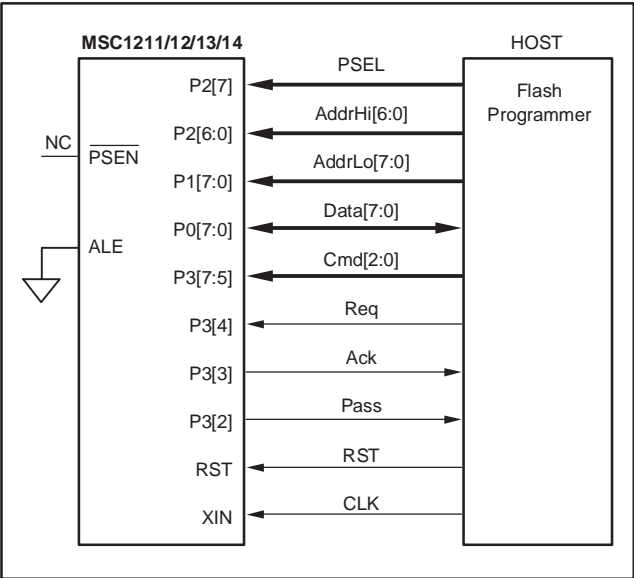 MSC1211/12/13/14 HOST
P2[7] PSEL Flash
Programmer
P2[6:0] AddrHi[6:0]
NC PSEN
P1[7:0] AddrLo[7:0]
P0[7:0] Data[7:0]
ALE
P3[7:5] Cmd[2:0]
P3[4] Req
P3[3] Ack
P3[2] Pass
RST RST
XIN CLK